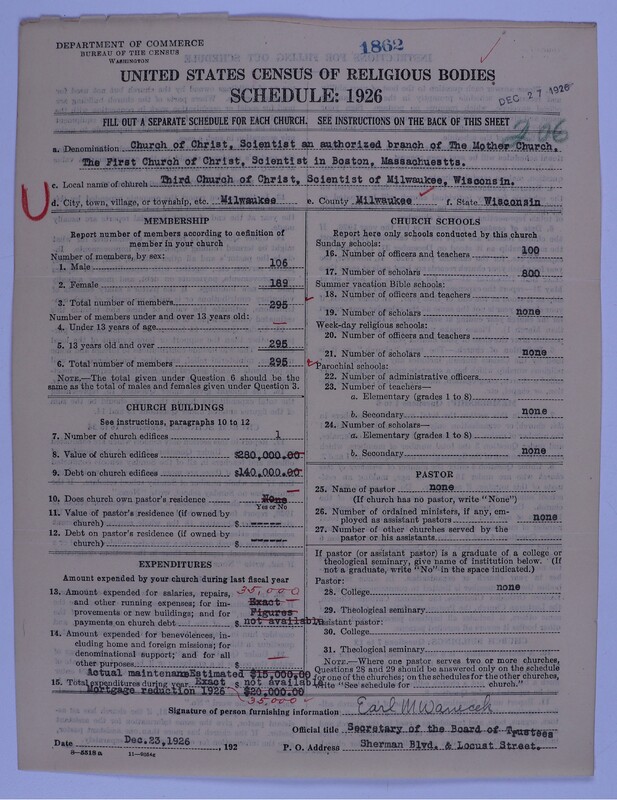 DEPARTMENT OF COMMERCE
BUREAU OF THE CENSUS
WASHINGTON
1862
UNITED STATES CENSUS OF RELIGIOUS BODIES
SCHEDULE: 1926
DEC 27 1926
FILL OUT A SEPARATE SCHEDULE FOR EACH CHURCH. SEE INSTRUCTIONS ON THE BACK OF THIS SHEET
206
a. Denomination Church of Christ, Scientist an authorized branch of The Mother Church,
The First Church of Christ, Scientist in Boston, Massachusetts.
c. Local name of church Third Church of Christ, Scientist of Milwaukee, Wisconsin.
d. City, town, village, or township, etc. Milwaukee e. County Milwaukee f. State Wisconsin
MEMBERSHIP
Report number of members according to definition of
member in your church
Number of members, by sex:
1. Male 106
2. Female 189
3. Total number of members 295
Number of members under and over 13 years old:
4. Under 13 years of age —
5. 13 years old and over 295
6. Total number of members 295
NOTE.—The total given under Question 6 should be
the same as the total of males and females given under Question 3.
CHURCH BUILDINGS
See instructions, paragraphs 10 to 12
7. Number of church edifices 1
8. Value of church edifices $280,000.00
9. Debt on church edifices $140,000.00
10. Does church own pastor's residence None
Yes or No
11. Value of pastor's residence (if owned by
church) $ ------
12. Debt on pastor's residence (if owned by
church) $ ------
EXPENDITURES
Amount expended by your church during last fiscal year
13. Amount expended for salaries, repairs, 35,000
and other running expenses; for im- Exact
provements or new buildings; and for Figures
payments on church debt $ not available
14. Amount expended for benevolences, in-
cluding home and foreign missions; for
denominational support; and for all
other purposes $ —
Actual maintenance Estimated $15,000.00
15. Total expenditures during year Exact $ not available
Mortgage reduction 1926 $20,000.00
35,000
CHURCH SCHOOLS
Report here only schools conducted by this church
Sunday schools:
16. Number of officers and teachers 100
17. Number of scholars 800
Summer vacation Bible schools:
18. Number of officers and teachers
19. Number of scholars none
Week-day religious schools:
20. Number of officers and teachers
21. Number of scholars none
Parochial schools:
22. Number of administrative officers
23. Number of teachers—
a. Elementary (grades 1 to 8)
b. Secondary none
24. Number of scholars—
a. Elementary (grades 1 to 8)
b. Secondary none
PASTOR
25. Name of pastor none
(If church has no pastor, write "None")
26. Number of ordained ministers, if any, em-
ployed as assistant pastors none
27. Number of other churches served by the
pastor or his assistants
If pastor (or assistant pastor) is a graduate of a college or
theological seminary, give name of institution below. (If
not a graduate, write "No" in the space indicated.)
Pastor:
28. College none
29. Theological seminary
Assistant pastor:
30. College
31. Theological seminary
NOTE.—Where one pastor serves two or more churches,
Questions 28 and 29 should be answered only on the schedule
for one of the churches; on the schedules for the other churches,
write "See schedule for church."
Signature of person furnishing information Earl M Wanecek
Official title Secretary of the Board of Trustees
Date Dec.23,1926 , 192 P. O. Address Sherman Blvd. & Locust Street.
8-5518a